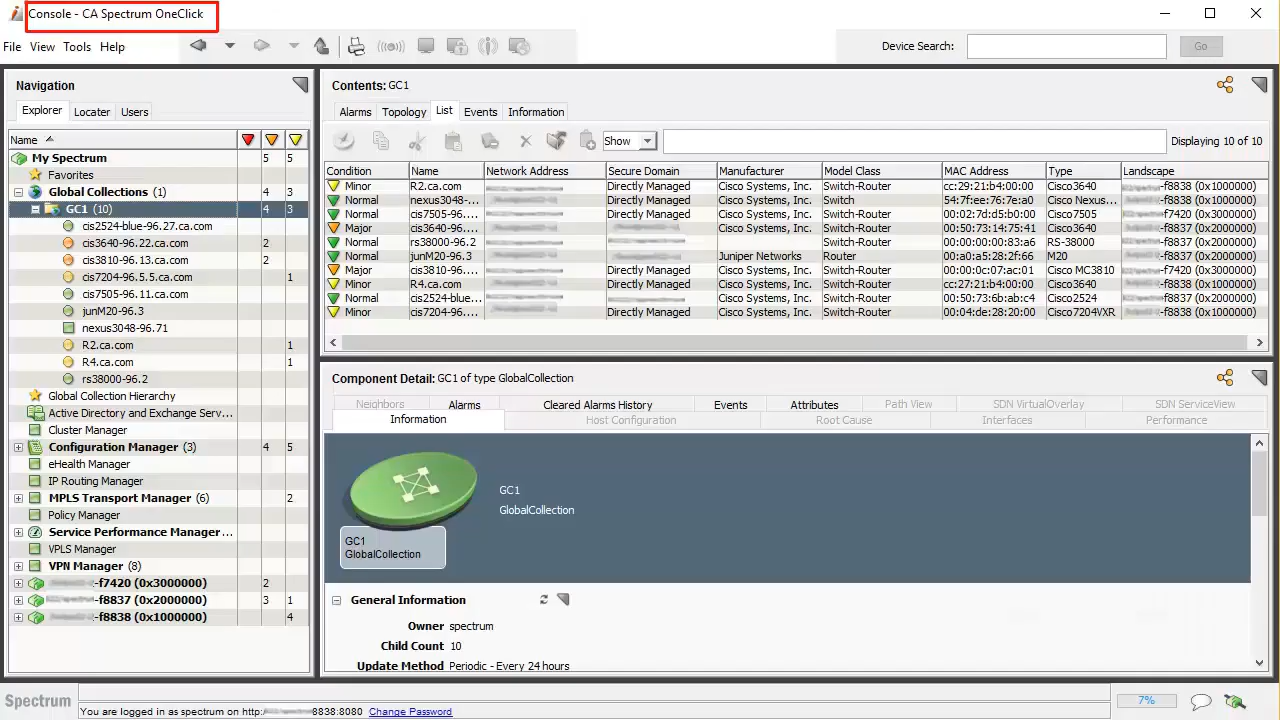 Console - CA Spectrum OneClick
File View Tools Help
Device Search: Go
Navigation
Explorer Locater Users
Name
My Spectrum 5 5
Favorites
Global Collections (1) 4 3
GC1 (10) 4 3
cis2524-blue-96.27.ca.com
cis3640-96.22.ca.com 2
cis3810-96.13.ca.com 2
cis7204-96.5.5.ca.com 1
cis7505-96.11.ca.com
junM20-96.3
nexus3048-96.71
R2.ca.com 1
R4.ca.com 1
rs38000-96.2
Global Collection Hierarchy
Active Directory and Exchange Serv...
Cluster Manager
Configuration Manager (3) 4 5
eHealth Manager
IP Routing Manager
MPLS Transport Manager (6) 2
Policy Manager
Service Performance Manager...
VPLS Manager
VPN Manager (8)
-f7420 (0x3000000) 2
-f8837 (0x2000000) 3 1
-f8838 (0x1000000) 4
Contents: GC1
Alarms Topology List Events Information
Show Displaying 10 of 10
Condition Name Network Address Secure Domain Manufacturer Model Class MAC Address Type Landscape
Minor R2.ca.com Directly Managed Cisco Systems, Inc. Switch-Router cc:29:21:b4:00:00 Cisco3640 -f8838 (0x1000000)
Normal nexus3048-... Directly Managed Cisco Systems, Inc. Switch 54:7f:ee:76:7e:a0 Cisco Nexus... -f8838 (0x1000000)
Normal cis7505-96.... Directly Managed Cisco Systems, Inc. Switch-Router 00:02:7d:d5:b0:00 Cisco7505 -f7420 (0x3000000)
Major cis3640-96.... Cisco Systems, Inc. Switch-Router 00:50:73:14:75:41 Cisco3640 -f8837 (0x2000000)
Normal rs38000-96.2 Switch-Router 00:00:00:00:83:a6 RS-38000 -f8837 (0x2000000)
Normal junM20-96.3 Juniper Networks Router 00:a0:a5:28:2f:66 M20 -f8837 (0x2000000)
Major cis3810-96.... Directly Managed Cisco Systems, Inc. Switch-Router 00:00:0c:07:ac:01 Cisco MC3810 -f7420 (0x3000000)
Minor R4.ca.com Directly Managed Cisco Systems, Inc. Switch-Router cc:27:21:b4:00:00 Cisco3640 -f8838 (0x1000000)
Normal cis2524-blue... Cisco Systems, Inc. Switch-Router 00:50:73:6b:ab:c4 Cisco2524 -f8837 (0x2000000)
Minor cis7204-96.... Directly Managed Cisco Systems, Inc. Switch-Router 00:04:de:28:20:00 Cisco7204VXR -f8838 (0x1000000)
Component Detail: GC1 of type GlobalCollection
Neighbors Alarms Cleared Alarms History Events Attributes Path View SDN VirtualOverlay SDN ServiceView
Information Host Configuration Root Cause Interfaces Performance
GC1
GlobalCollection
GC1
GlobalCollection
General Information
Owner spectrum
Child Count 10
Update Method Periodic - Every 24 hours
Spectrum
7%
You are logged in as spectrum on http: 8838:8080 Change Password